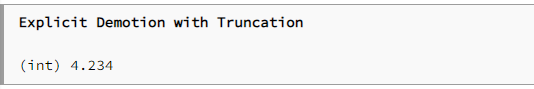 Explicit Demotion with Truncation
(int) 4.234